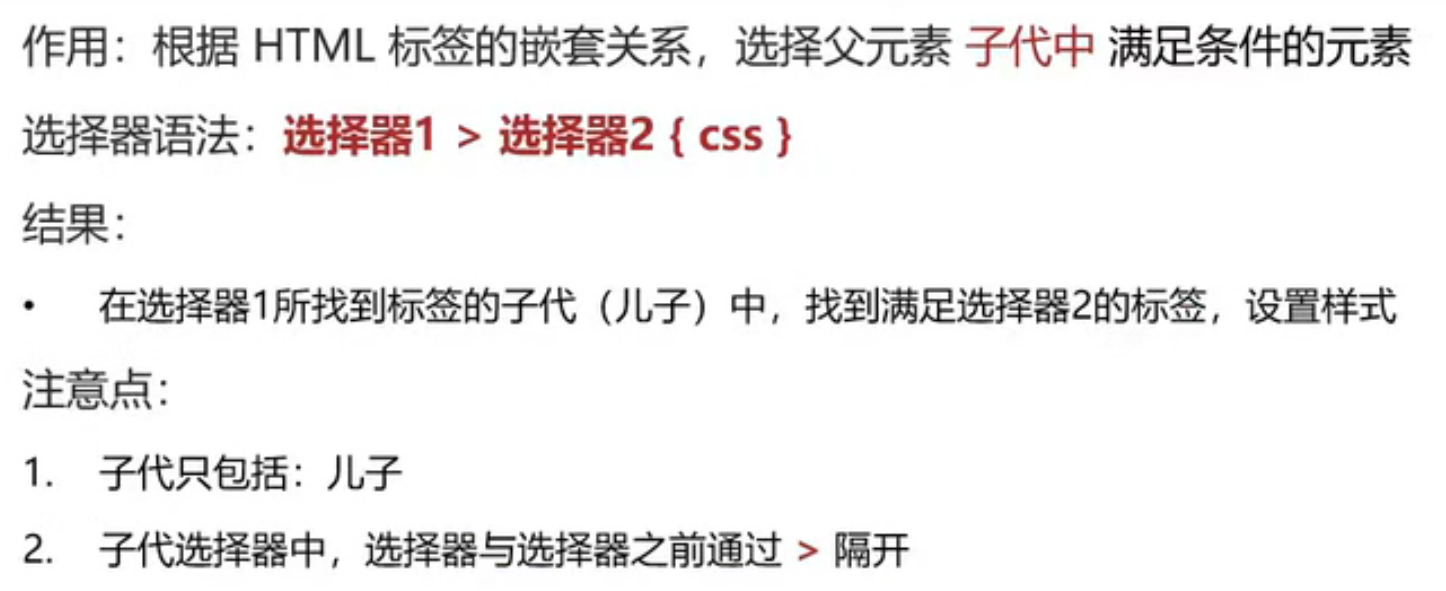 作用：根据 HTML 标签的嵌套关系，选择父元素 子代中 满足条件的元素
选择器语法：选择器1 > 选择器2 { css }
结果：
• 在选择器1所找到标签的子代（儿子）中，找到满足选择器2的标签，设置样式
注意点：
1. 子代只包括：儿子
2. 子代选择器中，选择器与选择器之前通过 > 隔开